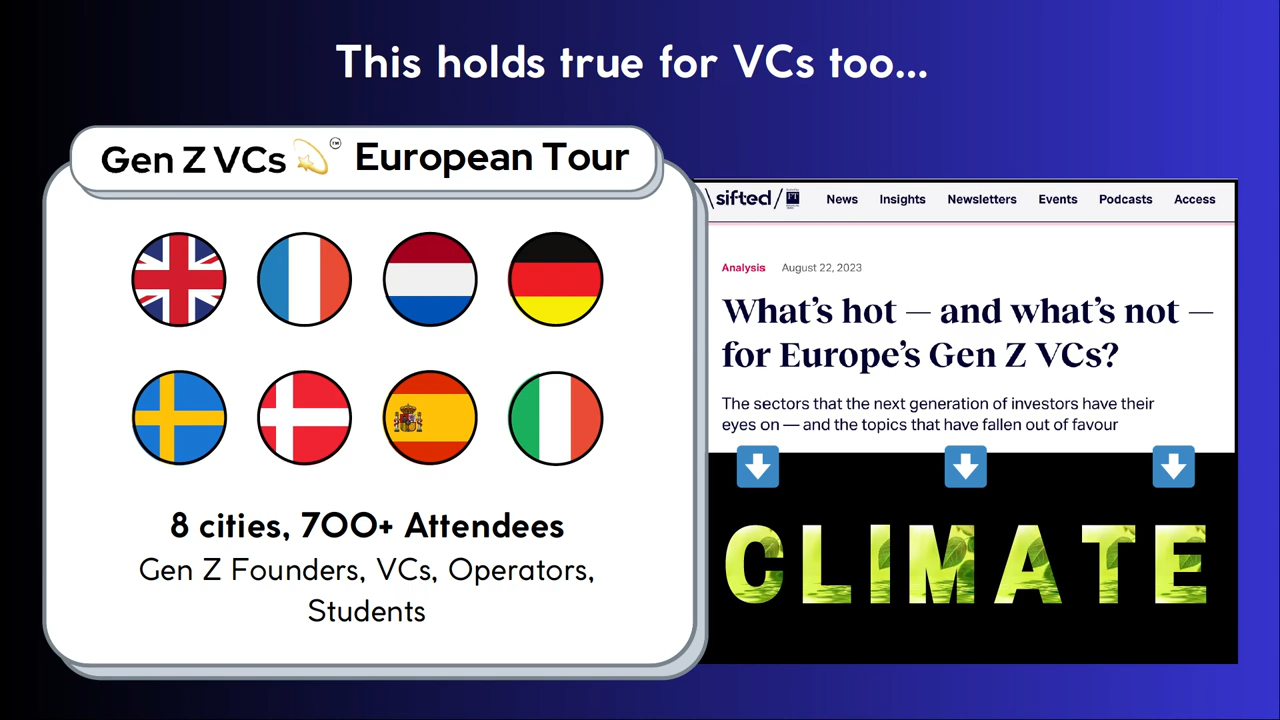 This holds true for VCs too...
Gen Z VCs ™ European Tour
8 cities, 700+ Attendees
Gen Z Founders, VCs, Operators,
Students
\sifted/ FT News Insights Newsletters Events Podcasts Access
Analysis August 22, 2023
What's hot — and what's not —
for Europe's Gen Z VCs?
The sectors that the next generation of investors have their
eyes on — and the topics that have fallen out of favour
CLIMATE